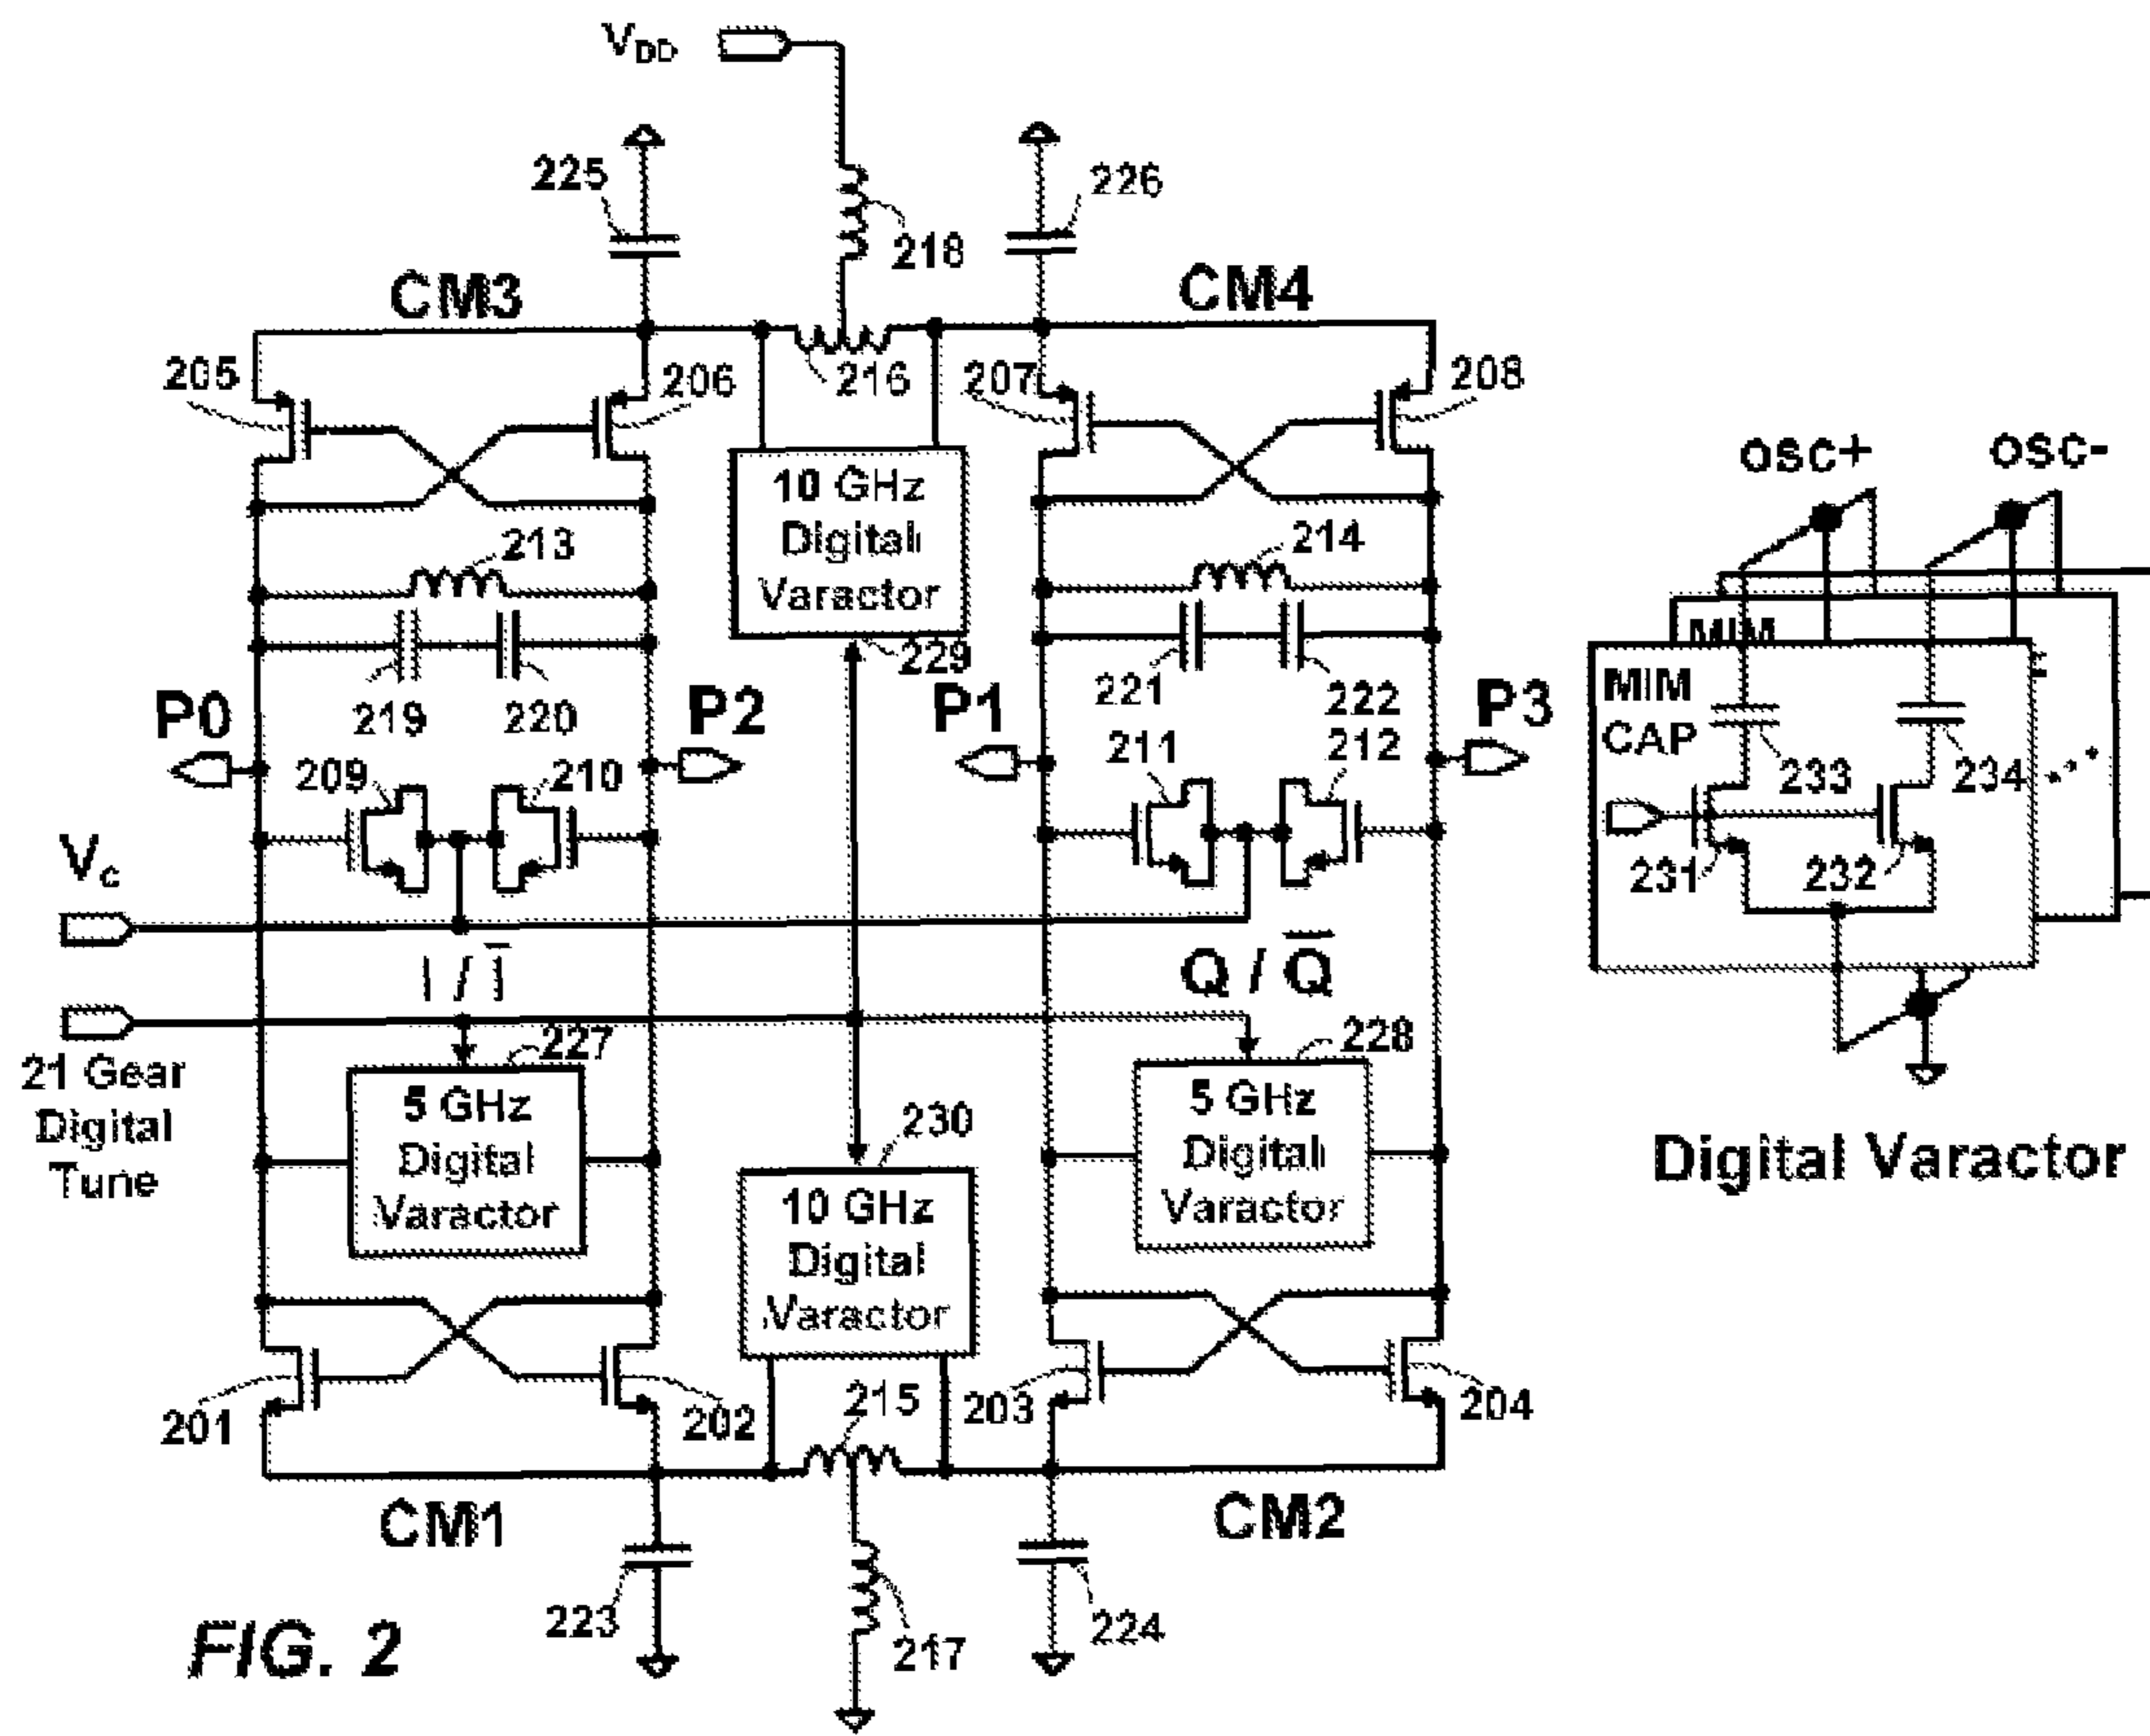 VDD
225
218
226
CM3
CM4
205
206
216
207
208
10 GHz
Digital
Varactor
osc+
osc-
213
214
229
MIM
MIM
CAP
P0
219
220
P2
P1
221
222
P3
209
210
211
212
233
234
Vc
231
232
I / Ī
Q / Q̅
21 Gear
Digital
Tune
227
228
5 GHz
Digital
Varactor
5 GHz
Digital
Varactor
230
10 GHz
Digital
Varactor
Digital Varactor
201
202
215
203
204
CM1
CM2
223
217
224
FIG. 2